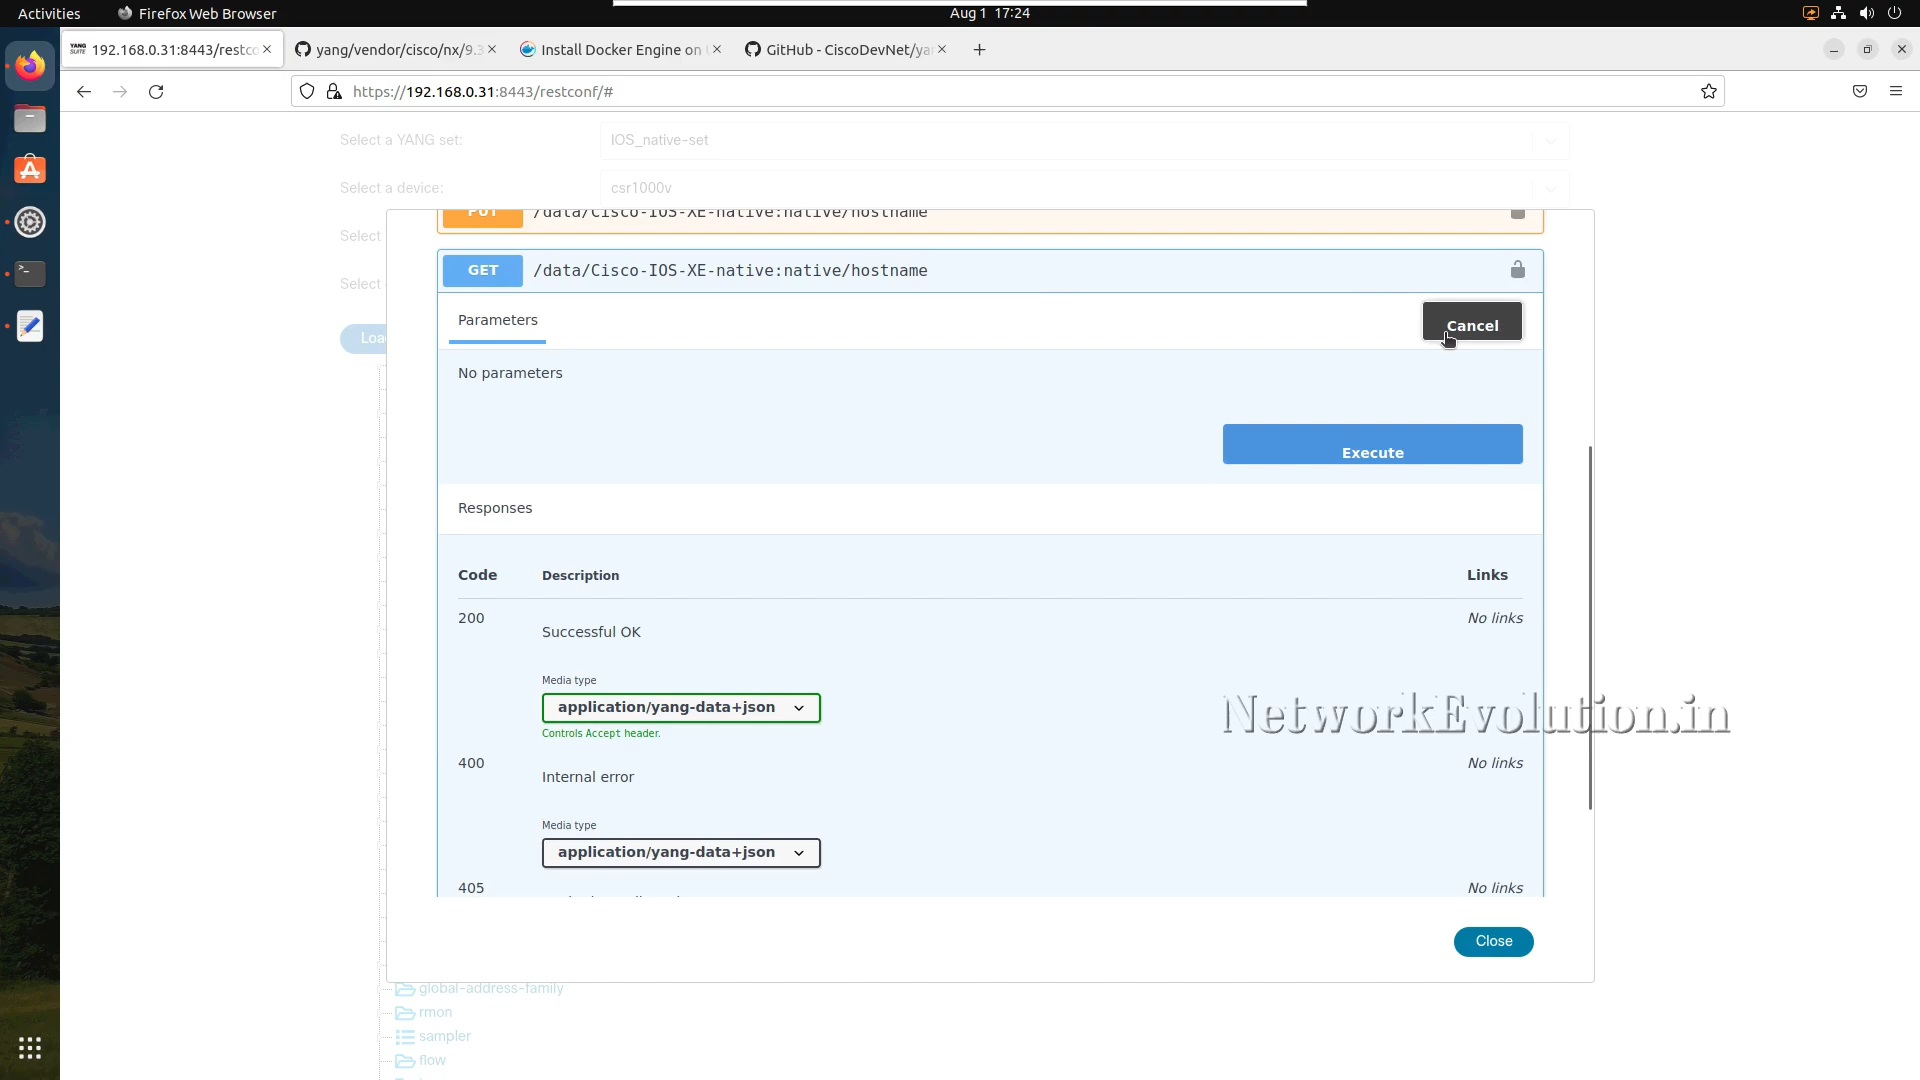 Activities
Firefox Web Browser
Aug 1 17:24
YANG SUITE
192.168.0.31:8443/restco
yang/vendor/cisco/nx/9.3
Install Docker Engine on
GitHub - CiscoDevNet/ya
https://192.168.0.31:8443/restconf/#
Select a YANG set:
IOS_native-set
Select a device:
csr1000v
PUT
/data/Cisco-IOS-XE-native:native/hostname
Select
GET
/data/Cisco-IOS-XE-native:native/hostname
Select
Parameters
Cancel
Loa
No parameters
Execute
Responses
Code
Description
Links
200
Successful OK
No links
Media type
application/yang-data+json
Controls Accept header.
NetworkEvolution.in
400
Internal error
No links
Media type
application/yang-data+json
405
No links
Close
global-address-family
rmon
sampler
flow